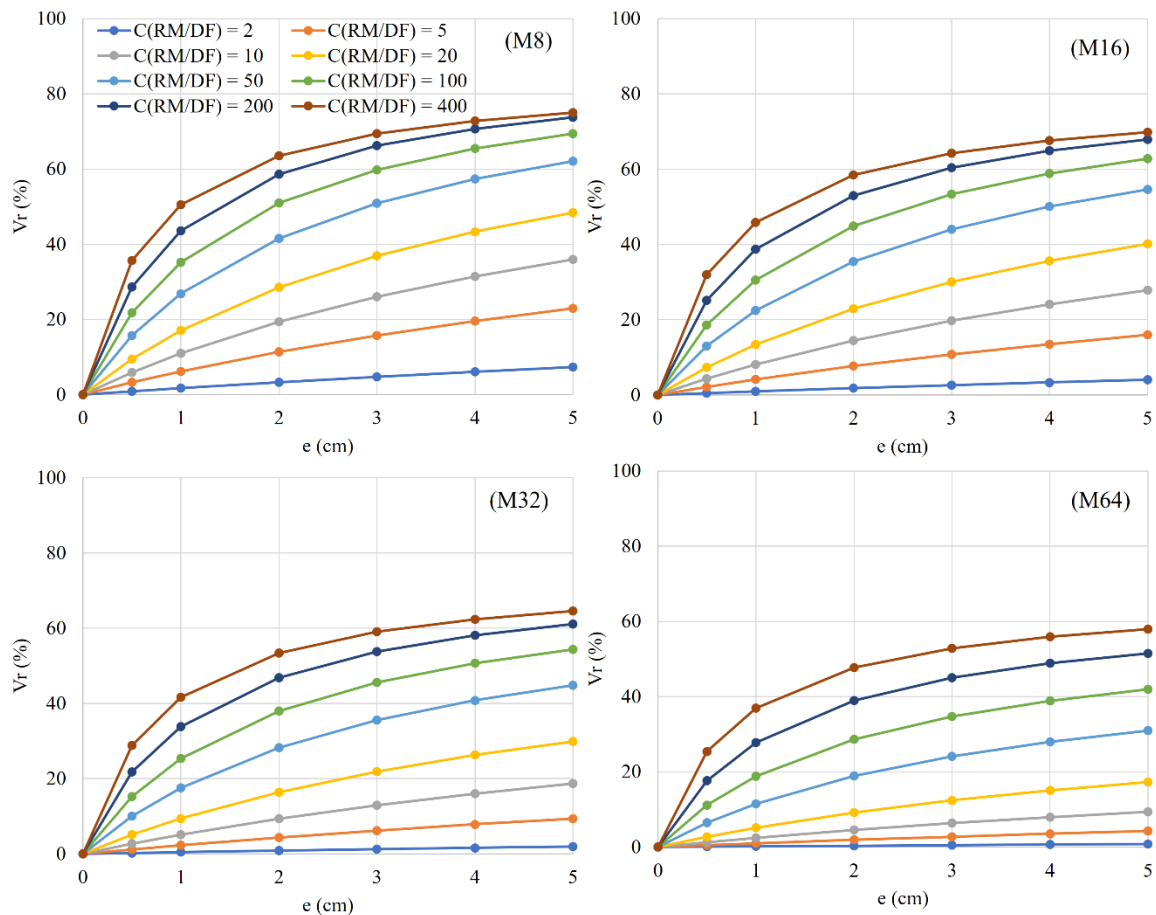 100
80
60
40
20
0
Vr (%)
C(RM/DF) = 2 C(RM/DF) = 5
C(RM/DF) = 10 C(RM/DF) = 20
C(RM/DF) = 50 C(RM/DF) = 100
C(RM/DF) = 200 C(RM/DF) = 400
(M8)
0 1 2 3 4 5
e (cm)
100
80
60
40
20
0
Vr (%)
(M16)
0 1 2 3 4 5
e (cm)
100
80
60
40
20
0
Vr (%)
(M32)
0 1 2 3 4 5
e (cm)
100
80
60
40
20
0
Vr (%)
(M64)
0 1 2 3 4 5
e (cm)